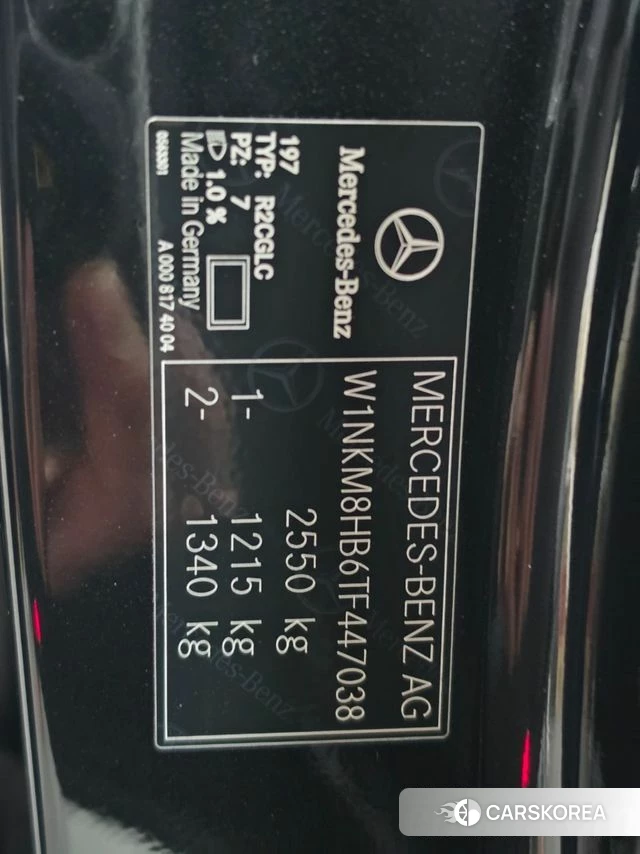 Mercedes-Benz
197
TYP: R2CGLC
PZ: 7
1.0 %
Made in Germany
A 000 817 40 04
MERCEDES-BENZ AG
W1NKM8HB6TF447038
2550 kg
1- 1215 kg
2- 1340 kg
CARSKOREA